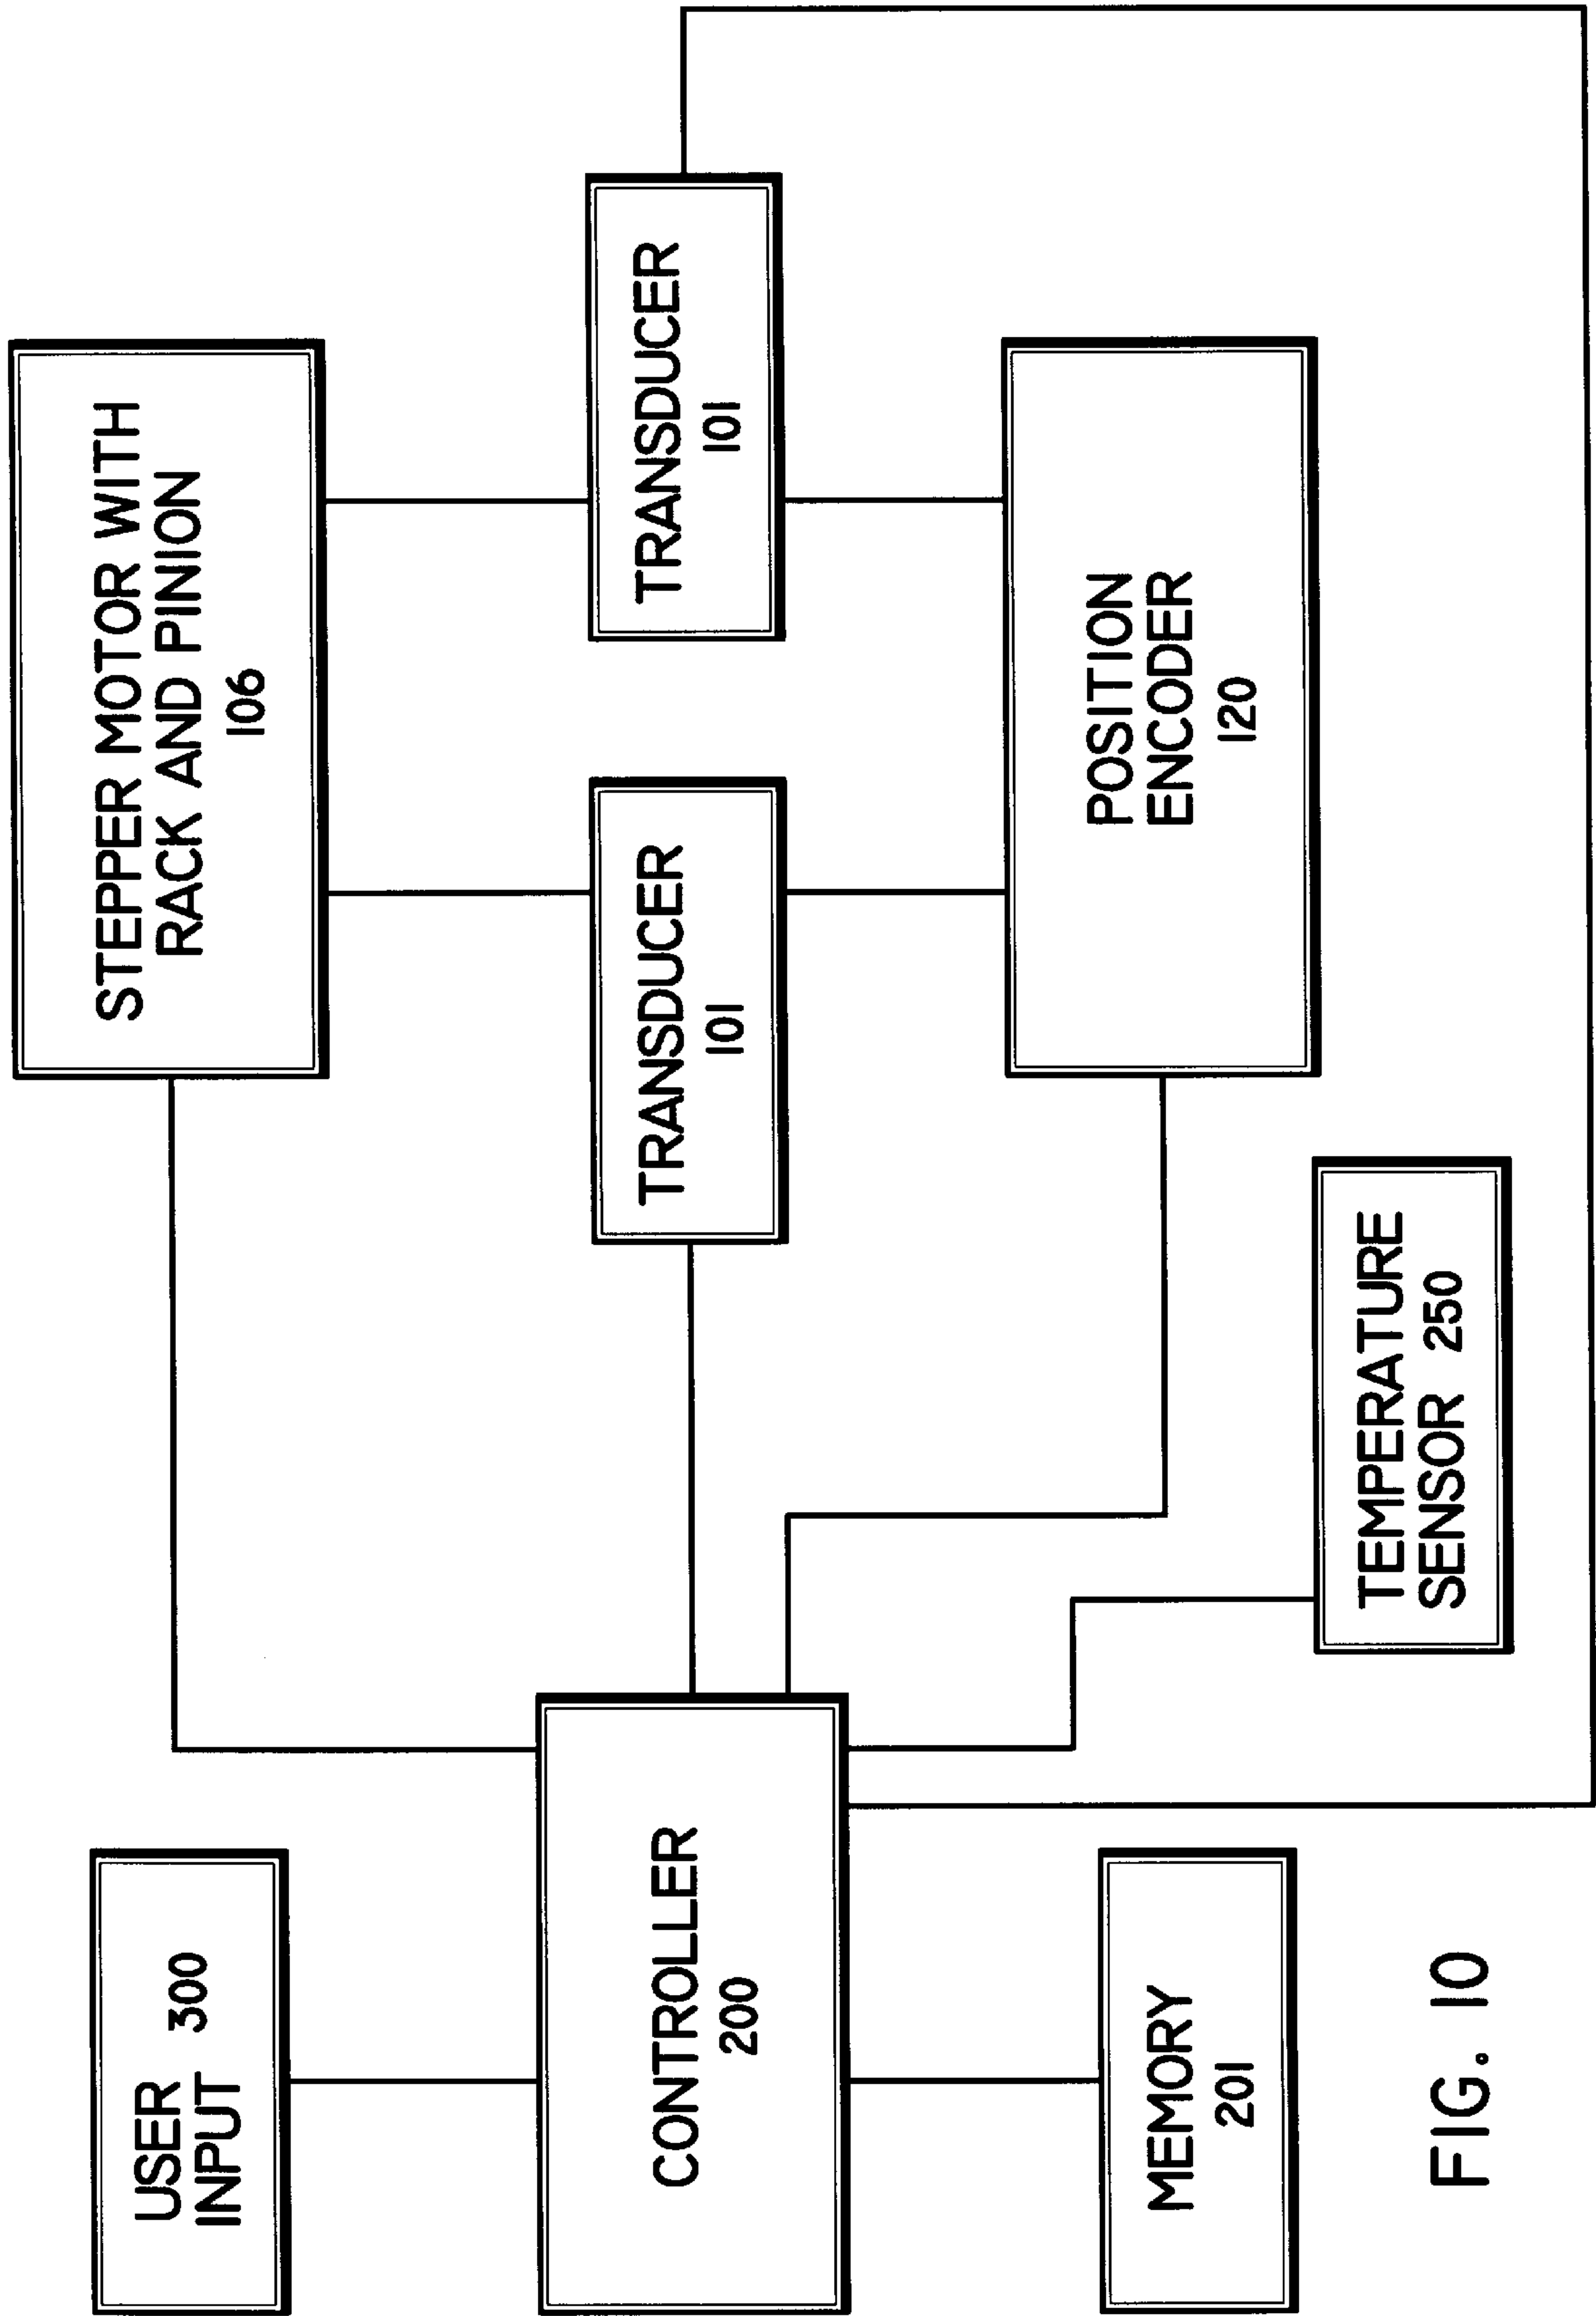 USER
INPUT 300
STEPPER MOTOR WITH
RACK AND PINION
106
CONTROLLER
200
TRANSDUCER
101
TRANSDUCER
101
MEMORY
201
POSITION
ENCODER
120
TEMPERATURE
SENSOR 250
FIG. 10